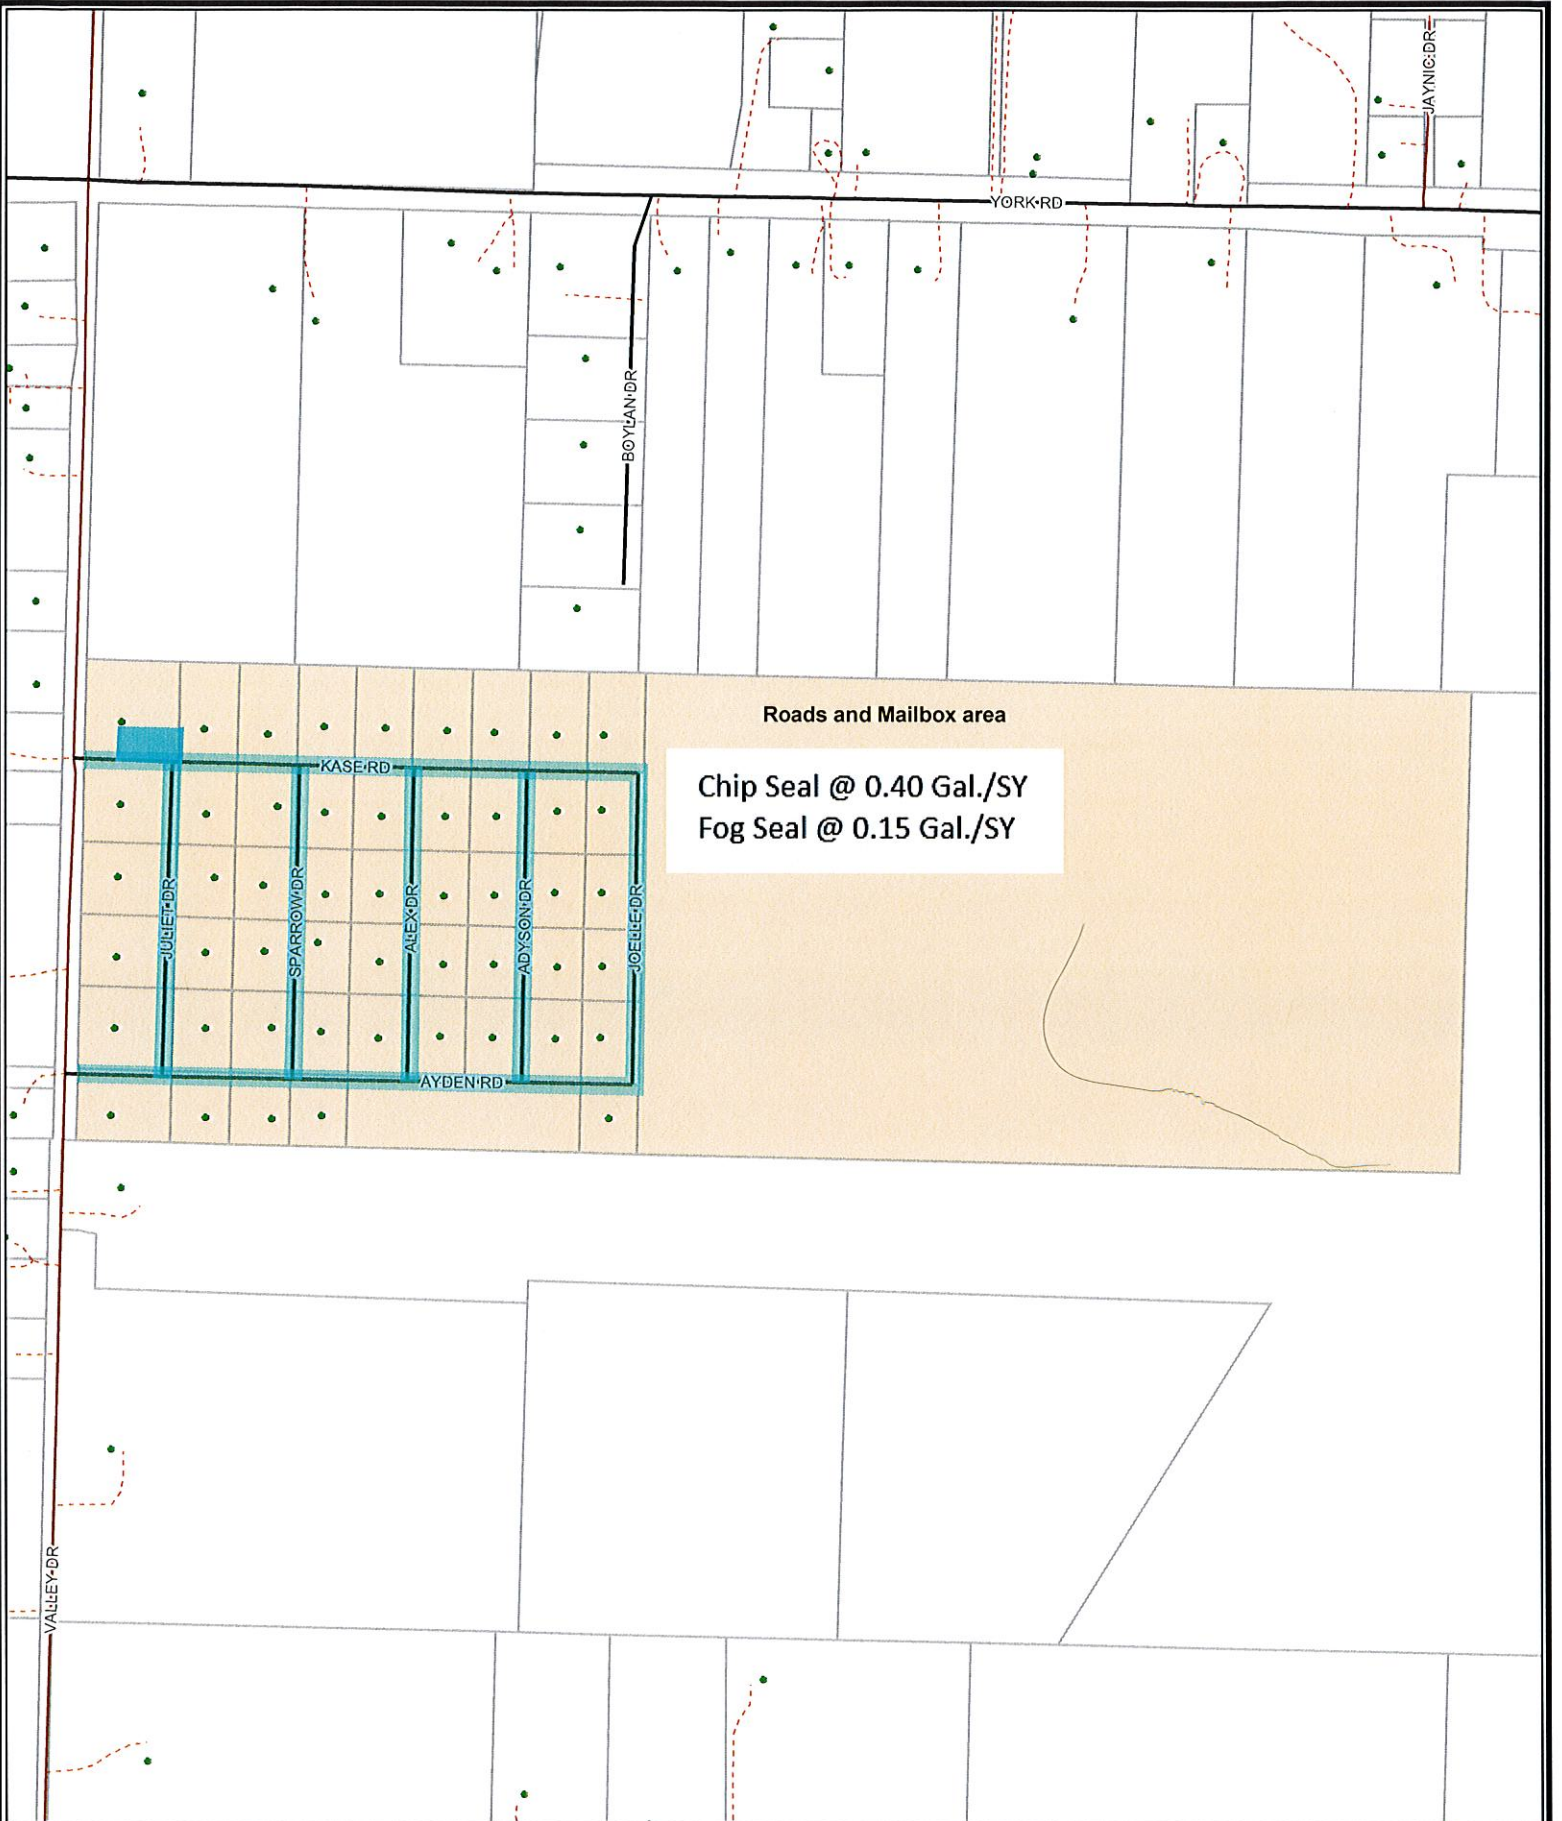 JAYNIC DR
YORK RD
BOYLAN DR
Roads and Mailbox area
KASE RD
Chip Seal @ 0.40 Gal./SY
Fog Seal @ 0.15 Gal./SY
JULIET DR
SPARROW DR
ALEX DR
ADYSON DR
JOELLE DR
AYDEN RD
VALLEY DR